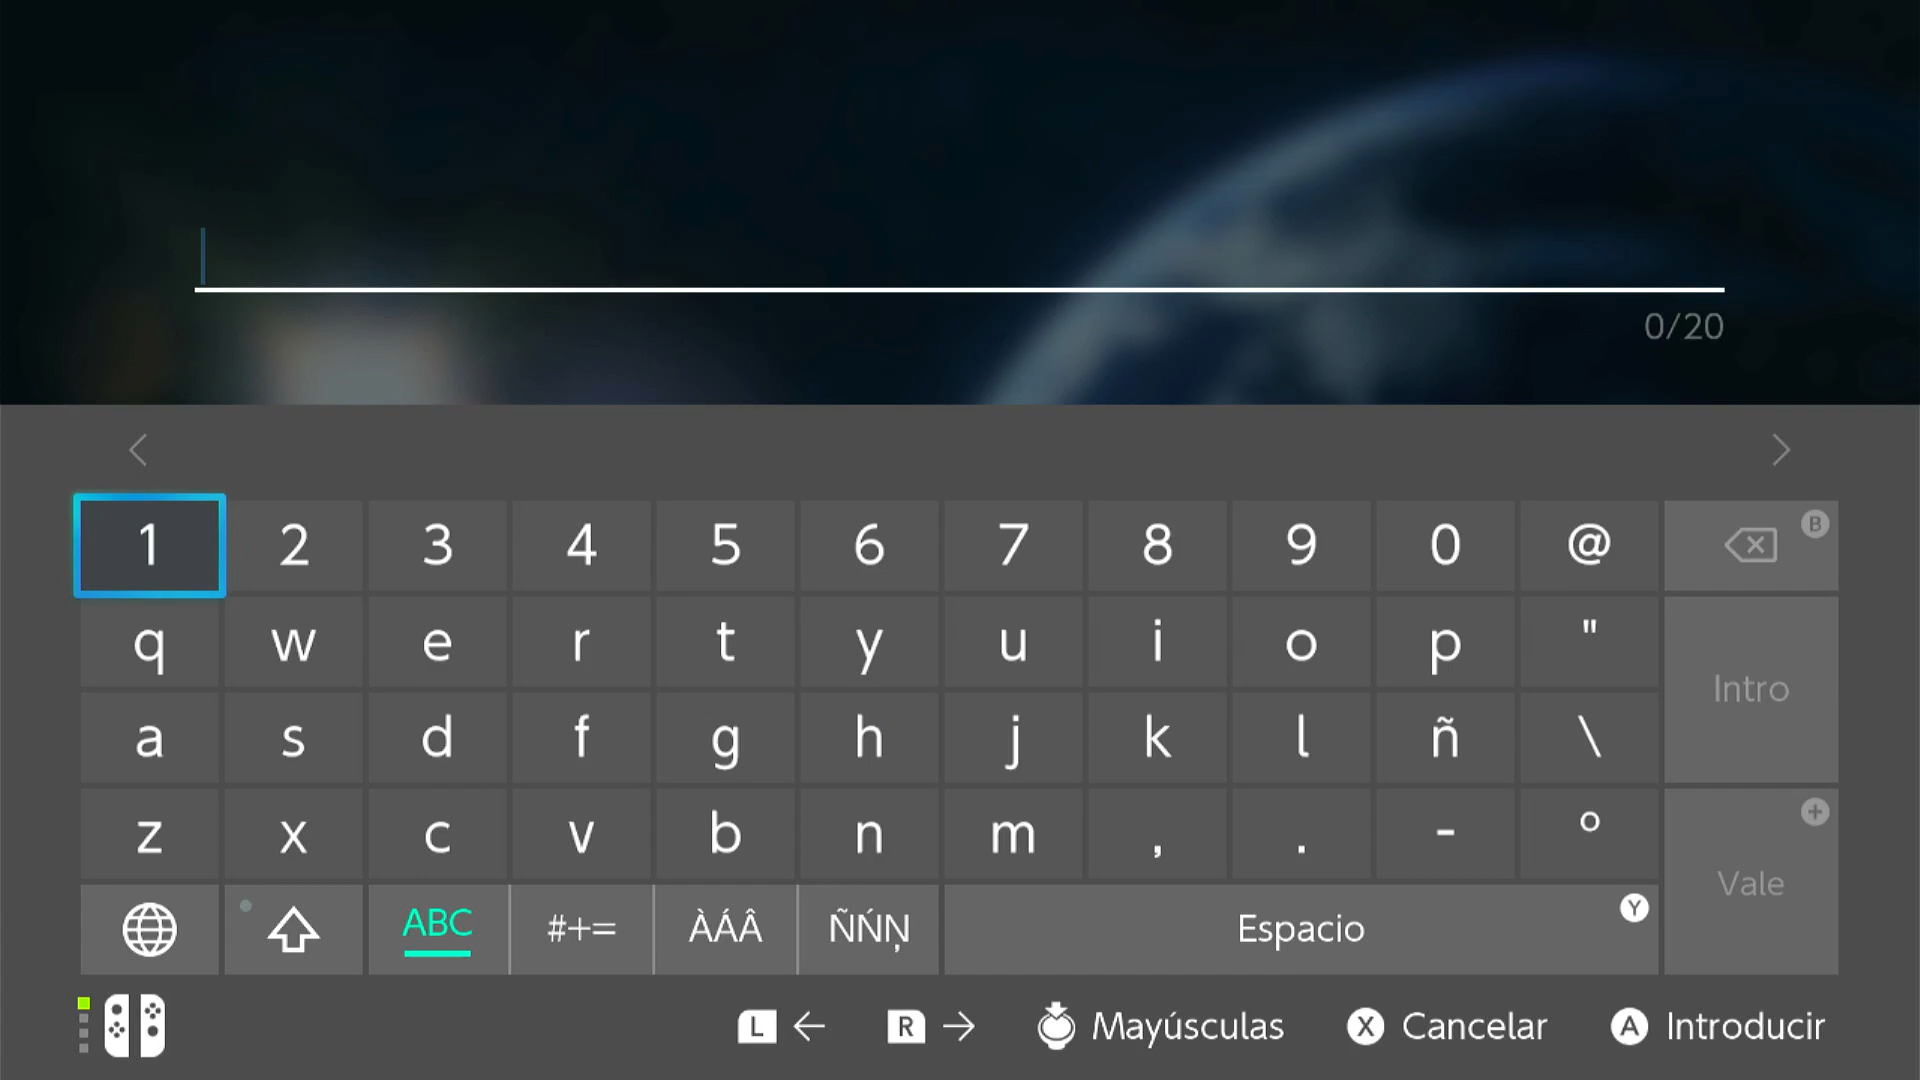 0/20
1 2 3 4 5 6 7 8 9 0 @ B
q w e r t y u i o p "
Intro
a s d f g h j k l ñ \
z x c v b n m , . - º +
Vale
ABC #+= ÀÁÂ ÑŃŅ Espacio Y
L ← R → Mayúsculas X Cancelar A Introducir